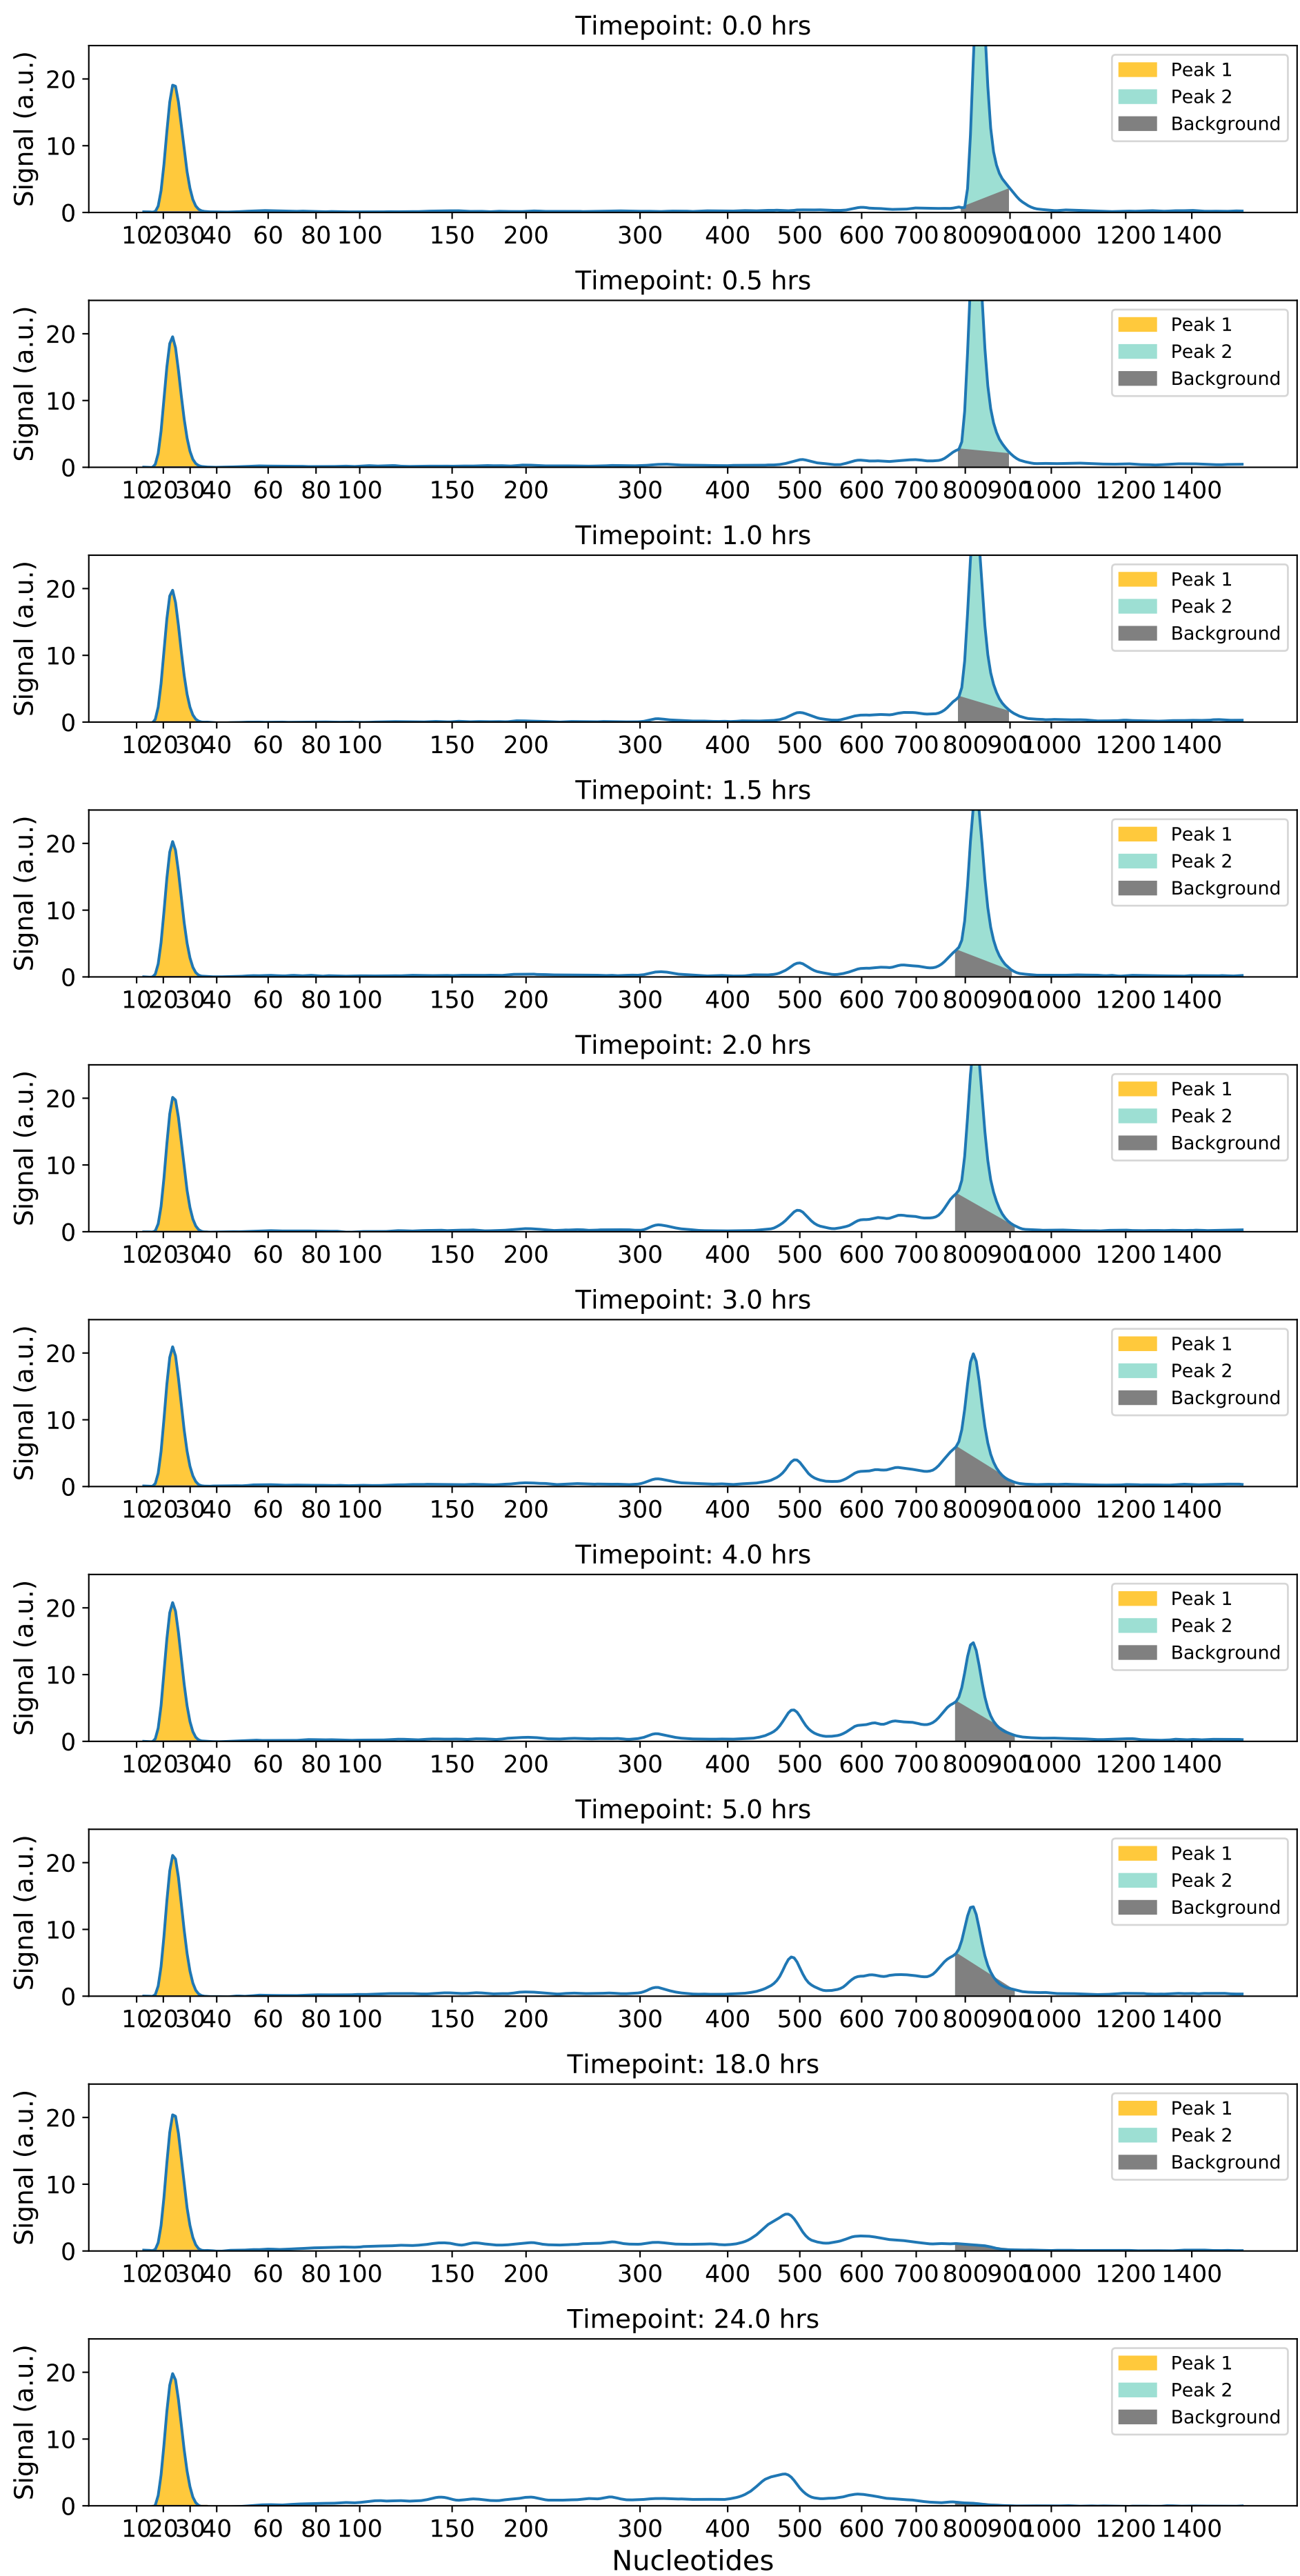 Timepoint: 0.0 hrs
Signal (a.u.)
20
10
0
Peak 1
Peak 2
Background
10 20 30 40 60 80 100 150 200 300 400 500 600 700 800 900 1000 1200 1400
Timepoint: 0.5 hrs
Signal (a.u.)
20
10
0
Peak 1
Peak 2
Background
10 20 30 40 60 80 100 150 200 300 400 500 600 700 800 900 1000 1200 1400
Timepoint: 1.0 hrs
Signal (a.u.)
20
10
0
Peak 1
Peak 2
Background
10 20 30 40 60 80 100 150 200 300 400 500 600 700 800 900 1000 1200 1400
Timepoint: 1.5 hrs
Signal (a.u.)
20
10
0
Peak 1
Peak 2
Background
10 20 30 40 60 80 100 150 200 300 400 500 600 700 800 900 1000 1200 1400
Timepoint: 2.0 hrs
Signal (a.u.)
20
10
0
Peak 1
Peak 2
Background
10 20 30 40 60 80 100 150 200 300 400 500 600 700 800 900 1000 1200 1400
Timepoint: 3.0 hrs
Signal (a.u.)
20
10
0
Peak 1
Peak 2
Background
10 20 30 40 60 80 100 150 200 300 400 500 600 700 800 900 1000 1200 1400
Timepoint: 4.0 hrs
Signal (a.u.)
20
10
0
Peak 1
Peak 2
Background
10 20 30 40 60 80 100 150 200 300 400 500 600 700 800 900 1000 1200 1400
Timepoint: 5.0 hrs
Signal (a.u.)
20
10
0
Peak 1
Peak 2
Background
10 20 30 40 60 80 100 150 200 300 400 500 600 700 800 900 1000 1200 1400
Timepoint: 18.0 hrs
Signal (a.u.)
20
10
0
Peak 1
Peak 2
Background
10 20 30 40 60 80 100 150 200 300 400 500 600 700 800 900 1000 1200 1400
Timepoint: 24.0 hrs
Signal (a.u.)
20
10
0
Peak 1
Peak 2
Background
10 20 30 40 60 80 100 150 200 300 400 500 600 700 800 900 1000 1200 1400
Nucleotides